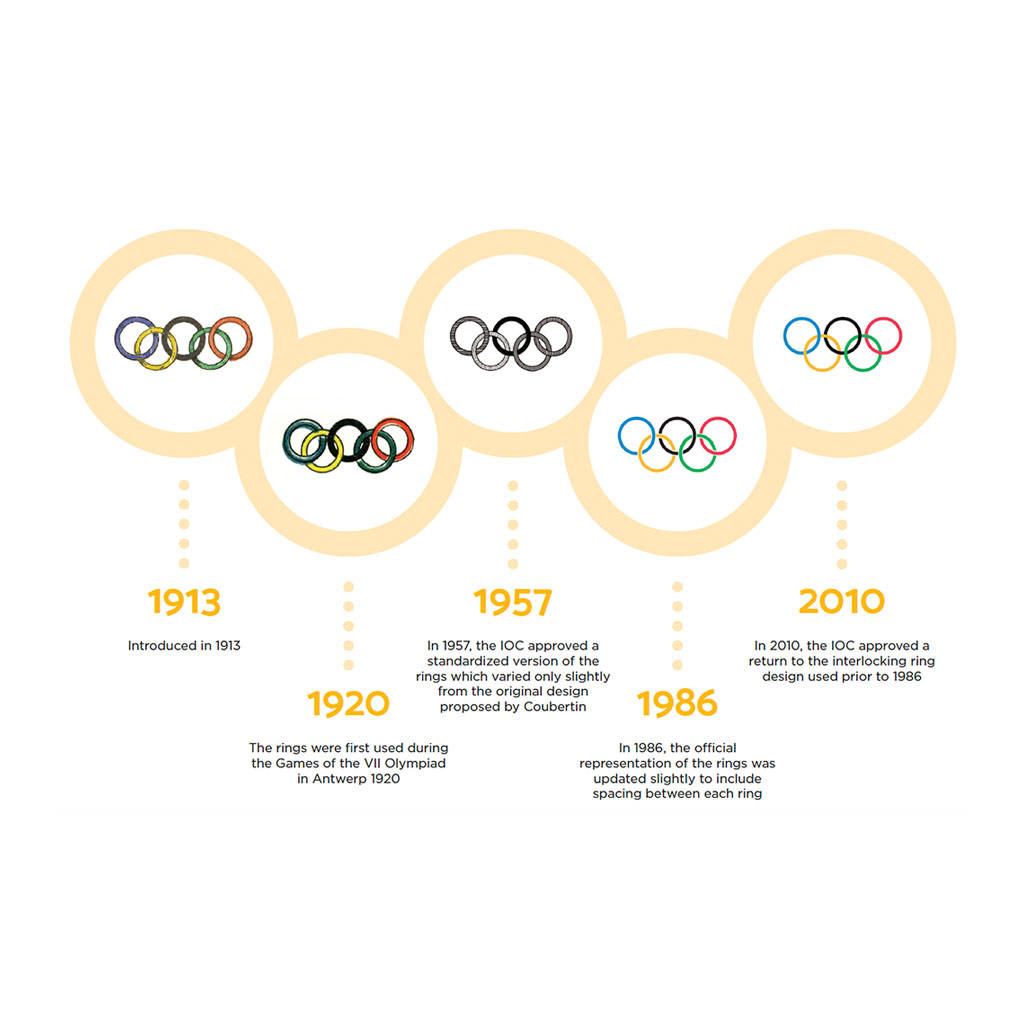 1913
Introduced in 1913
1920
The rings were first used during
the Games of the VII Olympiad
in Antwerp 1920
1957
In 1957, the IOC approved a
standardized version of the
rings which varied only slightly
from the original design
proposed by Coubertin
1986
In 1986, the official
representation of the rings was
updated slightly to include
spacing between each ring
2010
In 2010, the IOC approved a
return to the interlocking ring
design used prior to 1986